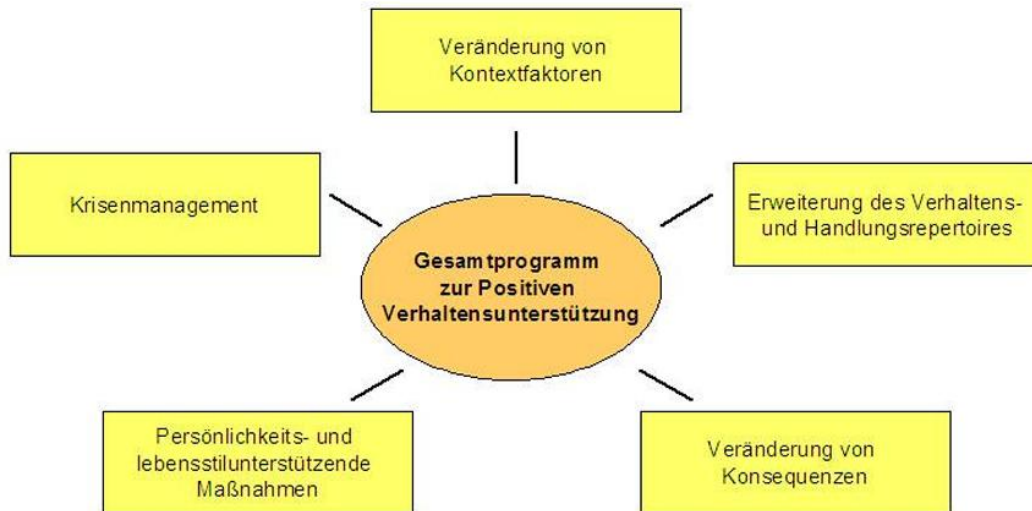 Veränderung von
Kontextfaktoren
Krisenmanagement
Erweiterung des Verhaltens-
und Handlungsrepertoires
Gesamtprogramm
zur Positiven
Verhaltensunterstützung
Persönlichkeits- und
lebensstilunterstützende
Maßnahmen
Veränderung von
Konsequenzen